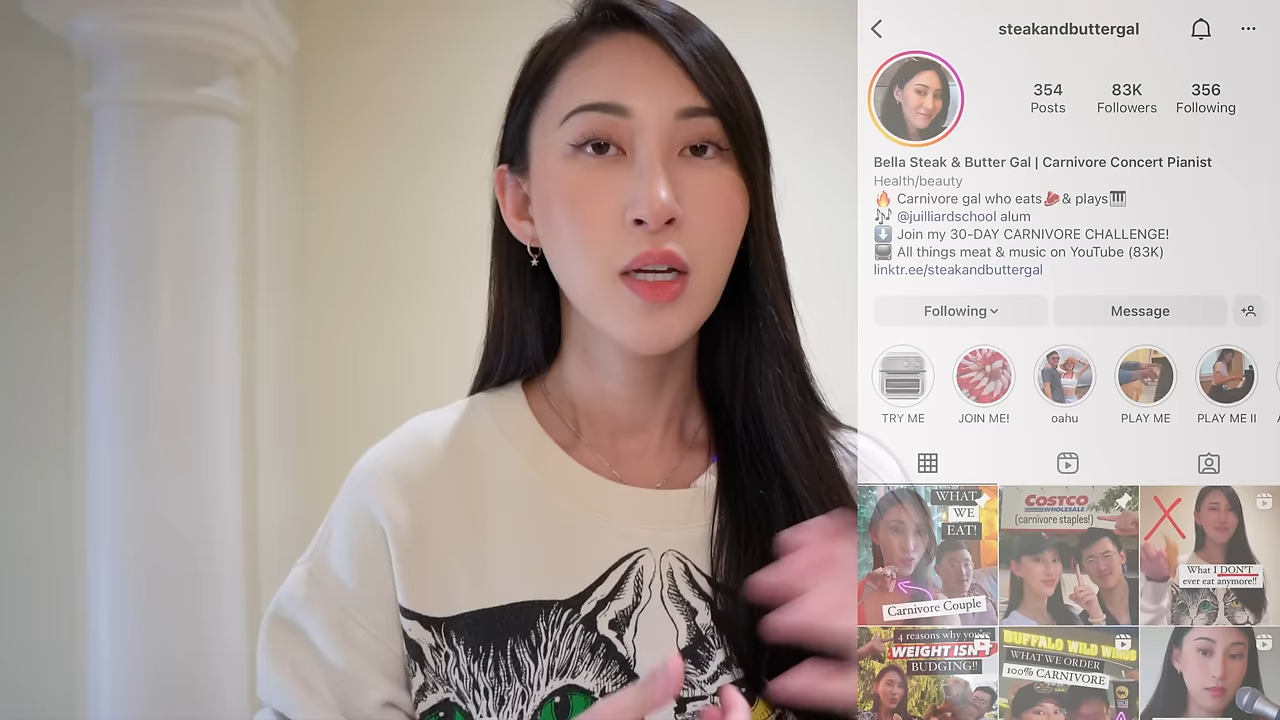 steakandbuttergal
354
83K
356
Posts
Followers
Following
Bella Steak & Butter Gal | Carnivore Concert Pianist
Health/beauty
🔥 Carnivore gal who eats🥩& plays🎹
🎶 @juilliardschool alum
⬇️ Join my 30-DAY CARNIVORE CHALLENGE!
All things meat & music on YouTube (83K)
linktr.ee/steakandbuttergal
Following
Message
TRY ME
JOIN ME!
oahu
PLAY ME
PLAY ME II
WHAT
WE
EAT!
Carnivore Couple
COSTCO
WHOLESALE
(carnivore staples!)
What I DON'T
ever eat anymore!!
4 reasons why you're
WEIGHT ISN'T
BUDGING!!
BUFFALO WILD WINGS
WHAT WE ORDER
100% CARNIVORE